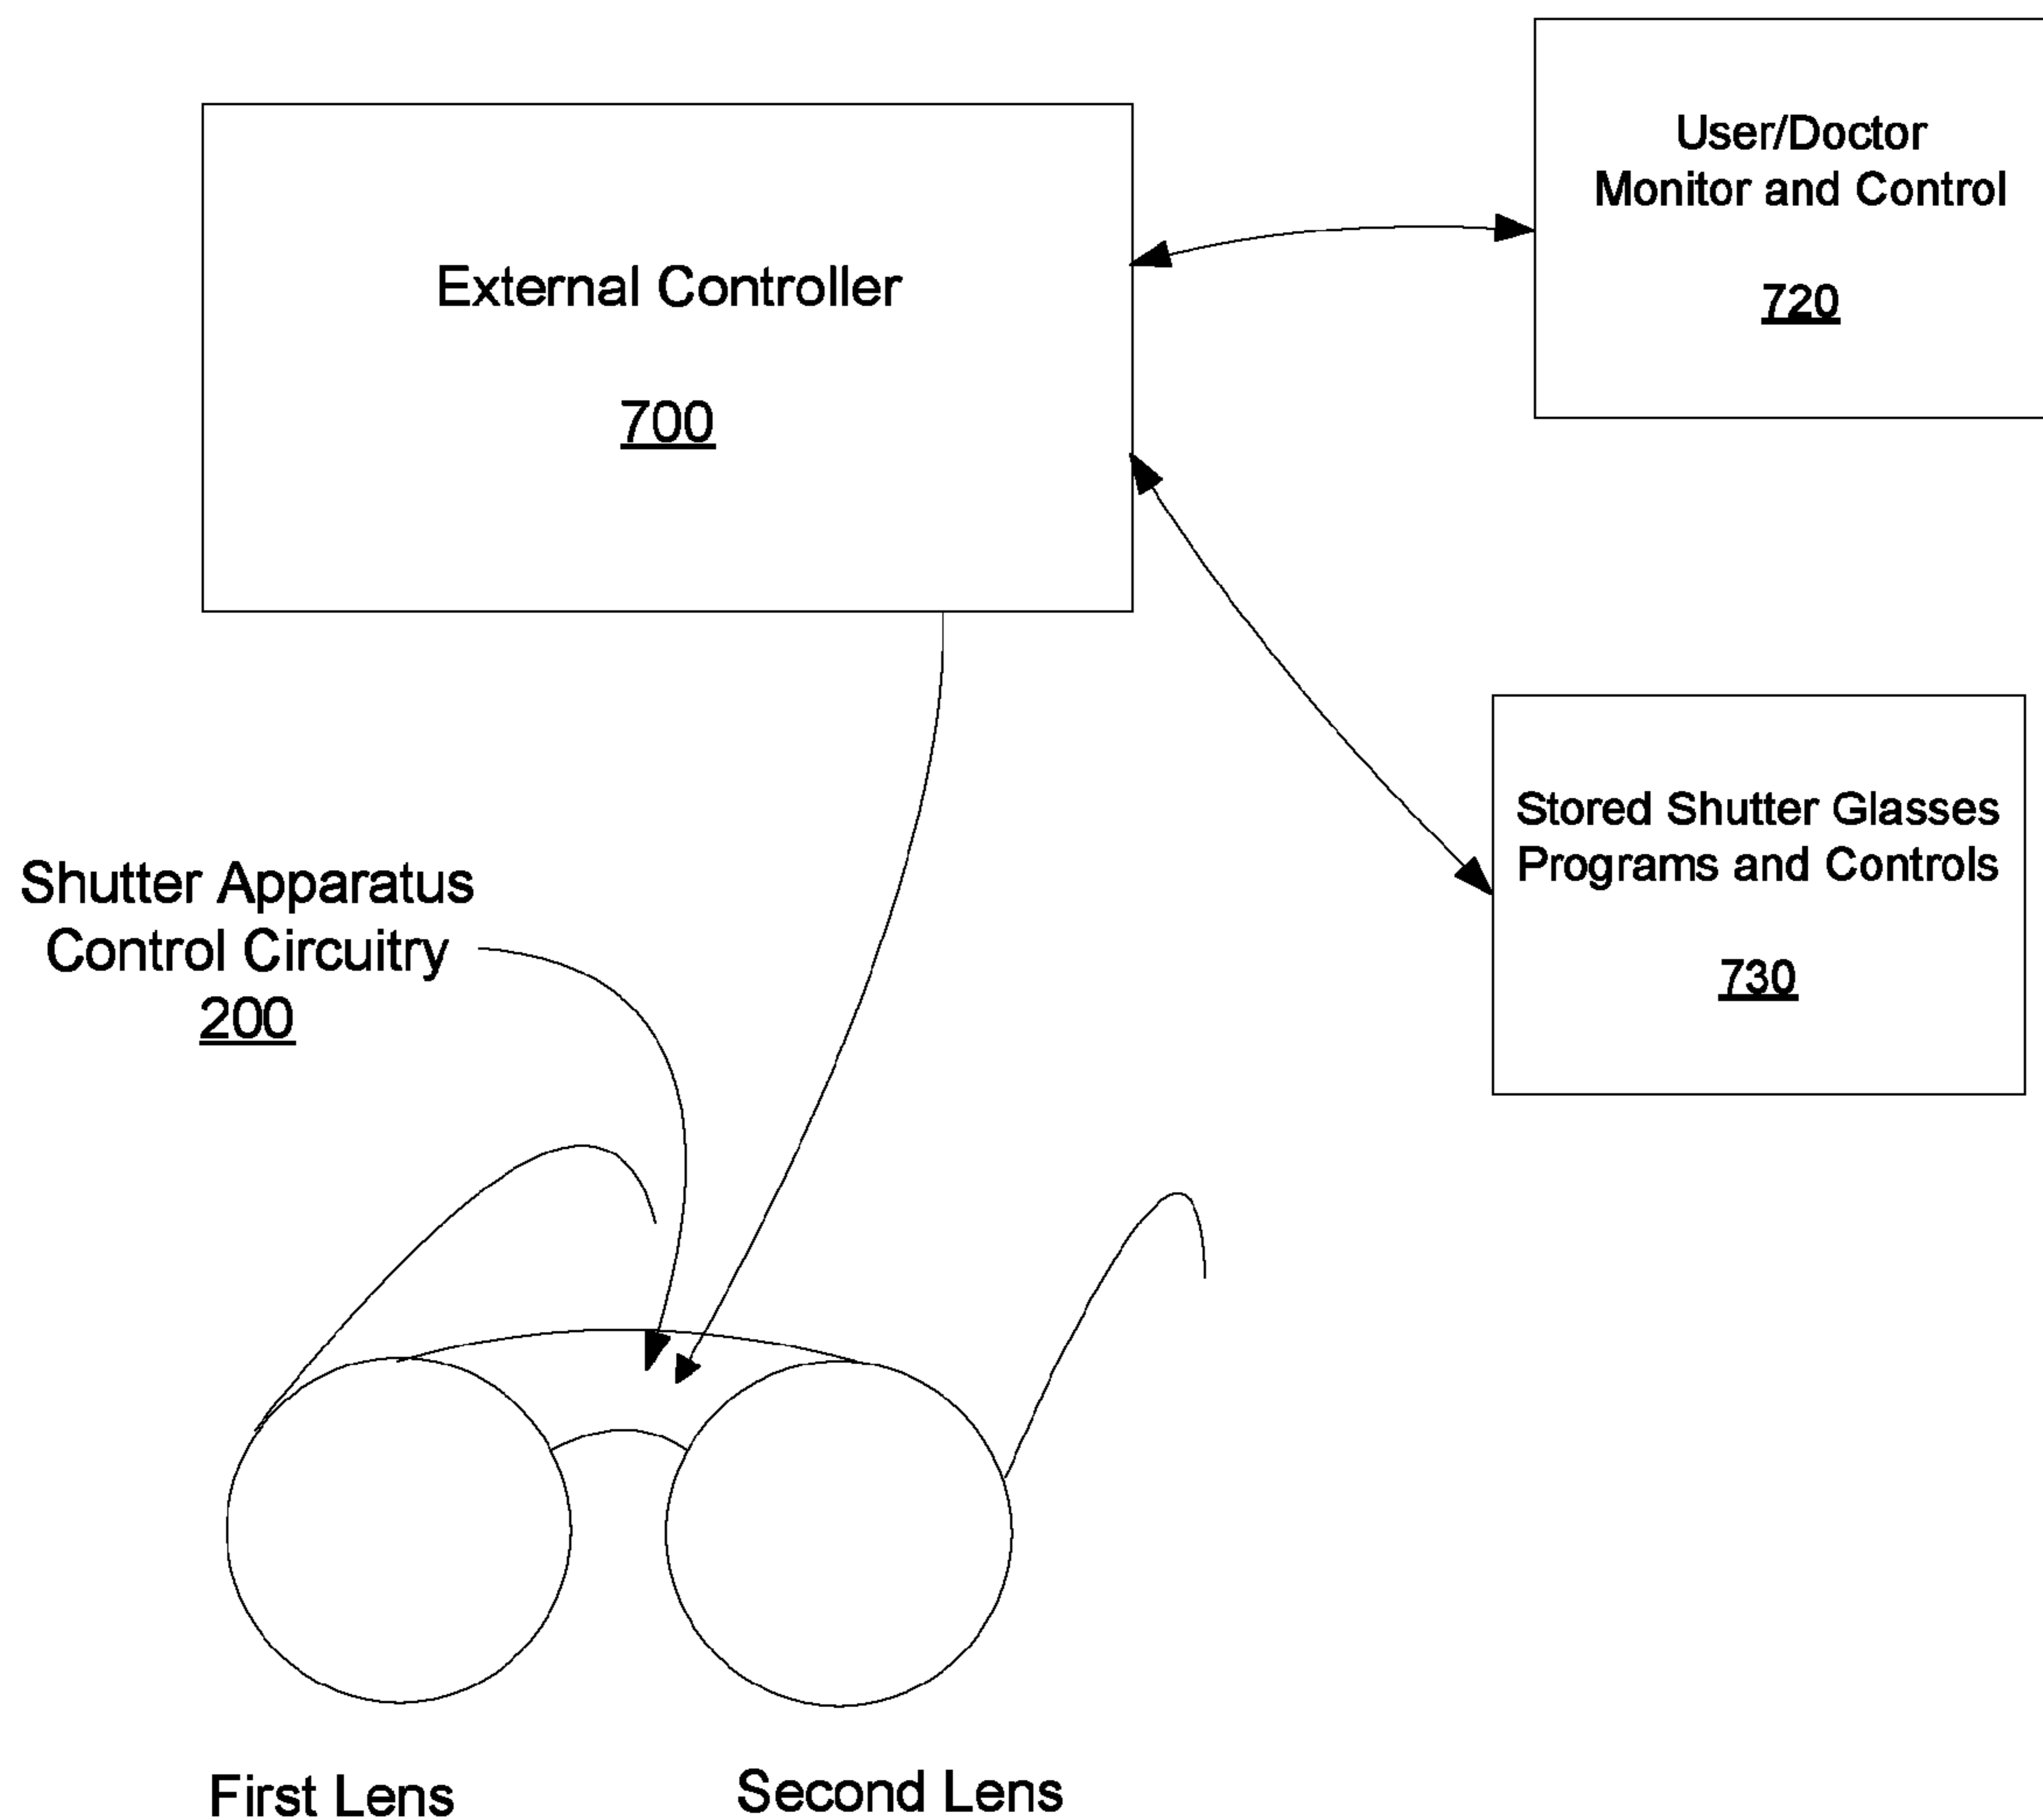 External Controller
700
User/Doctor
Monitor and Control
720
Stored Shutter Glasses
Programs and Controls
730
Shutter Apparatus
Control Circuitry
200
First Lens
Second Lens